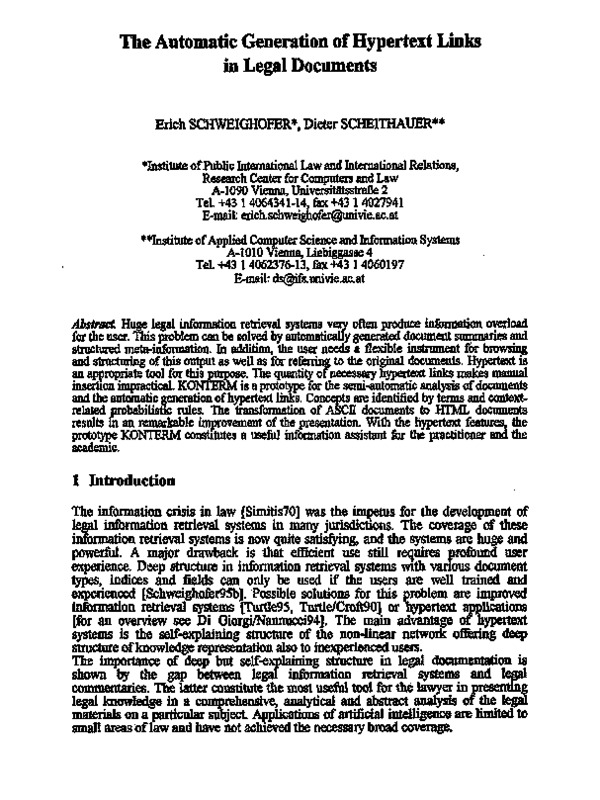 The Automatic Generation of Hypertext Links
in Legal Documents
Erich SCHWEIGHOFER*, Dieter SCHEITHAUER**
*Institute of Public International Law and International Relations,
Research Center for Computers and Law
A-1090 Vienna, Universitätsstraße 2
Tel. +43 1 4064341-14, fax +43 1 4027941
E-mail: erich.schweighofer@univie.ac.at
**Institute of Applied Computer Science and Information Systems
A-1010 Vienna, Liebiggasse 4
Tel. +43 1 4062376-13, fax +43 1 4060197
E-mail: ds@ifs.univie.ac.at
Abstract. Huge legal information retrieval systems very often produce information overload
for the user. This problem can be solved by automatically generated document summaries and
structured meta-information. In addition, the user needs a flexible instrument for browsing
and structuring of this output as well as for referring to the original documents. Hypertext is
an appropriate tool for this purpose. The quantity of necessary hypertext links makes manual
insertion impractical. KONTERM is a prototype for the semi-automatic analysis of documents
and the automatic generation of hypertext links. Concepts are identified by terms and context-
related probabilistic rules. The transformation of ASCII documents to HTML documents
results in an remarkable improvement of the presentation. With the hypertext features, the
prototype KONTERM constitutes a useful information assistant for the practitioner and the
academic.
1 Introduction
The information crisis in law [Simitis70] was the impetus for the development of
legal information retrieval systems in many jurisdictions. The coverage of these
information retrieval systems is now quite satisfying, and the systems are huge and
powerful. A major drawback is that efficient use still requires profound user
experience. Deep structure in information retrieval systems with various document
types, indices and fields can only be used if the users are well trained and
experienced [Schweighofer95b]. Possible solutions for this problem are improved
information retrieval systems [Turtle95, Turtle/Croft90] or hypertext applications
[for an overview see Di Giorgi/Nannucci94]. The main advantage of hypertext
systems is the self-explaining structure of the non-linear network offering deep
structure of knowledge representation also to inexperienced users.
The importance of deep but self-explaining structure in legal documentation is
shown by the gap between legal information retrieval systems and legal
commentaries. The latter constitute the most useful tool for the lawyer in presenting
legal knowledge in a comprehensive, analytical and abstract analysis of the legal
materials on a particular subject. Applications of artificial intelligence are limited to
small areas of law and have not achieved the necessary broad coverage.